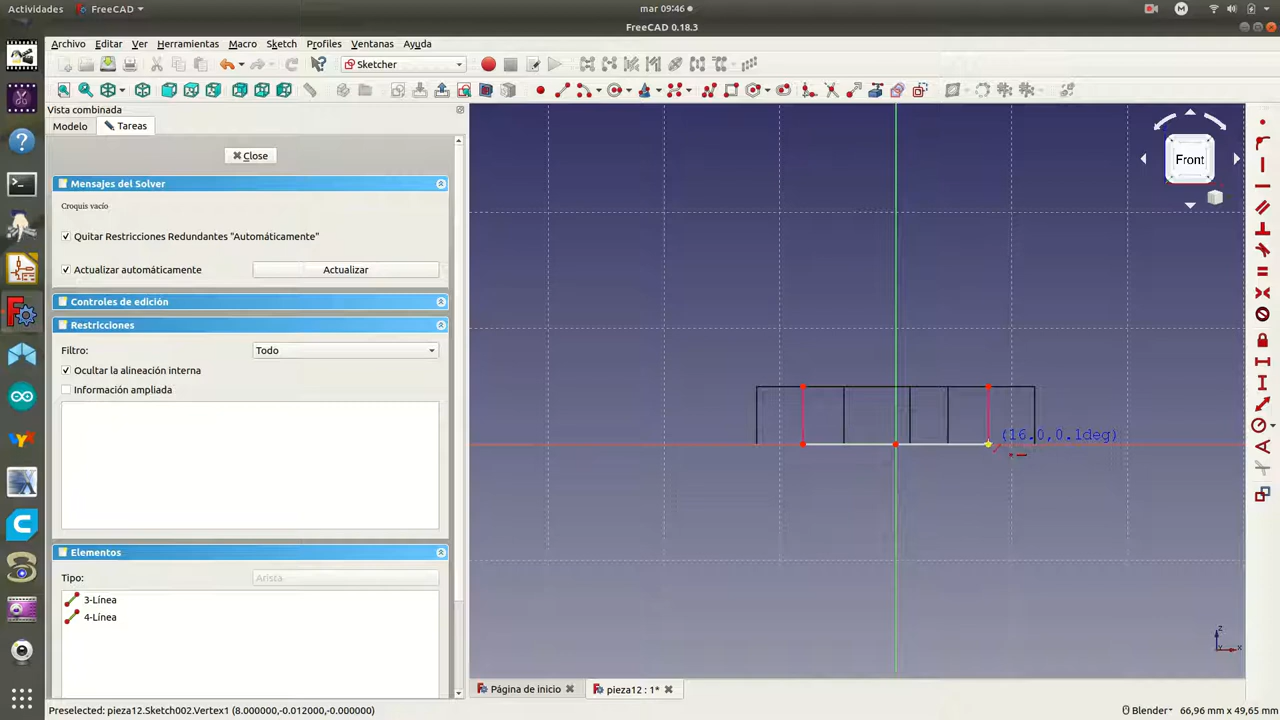 Actividades FreeCAD mar 09:46
FreeCAD 0.18.3
Archivo Editar Ver Herramientas Macro Sketch Profiles Ventanas Ayuda
Sketcher
Vista combinada
Modelo Tareas
Close
Front
Mensajes del Solver
Croquis vacío
Quitar Restricciones Redundantes "Automáticamente"
Actualizar automáticamente Actualizar
Controles de edición
Restricciones
Filtro: Todo
Ocultar la alineación interna
Información ampliada
(16.0,0.1deg)
Elementos
Tipo: Arista
3-Línea
4-Línea
Z
X
Página de inicio pieza12 : 1*
Preselected: pieza12.Sketch002.Vertex1 (8.000000,-0.012000,-0.000000) Blender 66,96 mm x 49,65 mm